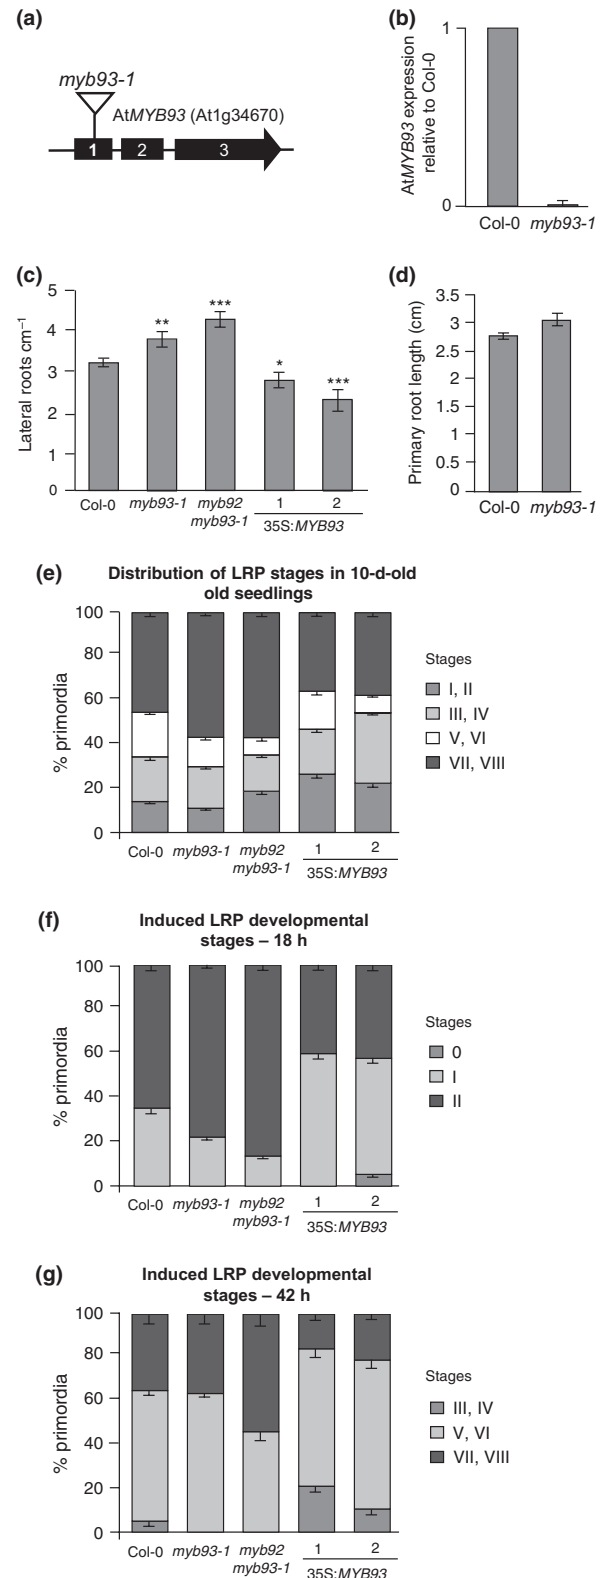 (a)
myb93-1
AtMYB93 (At1g34670)
1 2 3
(b)
AtMYB93 expression
relative to Col-0
1
0
Col-0 myb93-1
(c)
Lateral roots cm⁻¹
5
4
3
2
1
0
** *** * ***
Col-0 myb93-1 myb92 1 2
myb93-1 35S:MYB93
(d)
Primary root length (cm)
3.5
3
2.5
2
1.5
1
0.5
0
Col-0 myb93-1
(e)
Distribution of LRP stages in 10-d-old
old seedlings
% primordia
100
80
60
40
20
0
Col-0 myb93-1 myb92 1 2
myb93-1 35S:MYB93
Stages
I, II
III, IV
V, VI
VII, VIII
(f)
Induced LRP developmental
stages – 18 h
% primordia
100
80
60
40
20
0
Col-0 myb93-1 myb92 1 2
myb93-1 35S:MYB93
Stages
0
I
II
(g)
Induced LRP developmental
stages – 42 h
% primordia
100
80
60
40
20
0
Col-0 myb93-1 myb92 1 2
myb93-1 35S:MYB93
Stages
III, IV
V, VI
VII, VIII